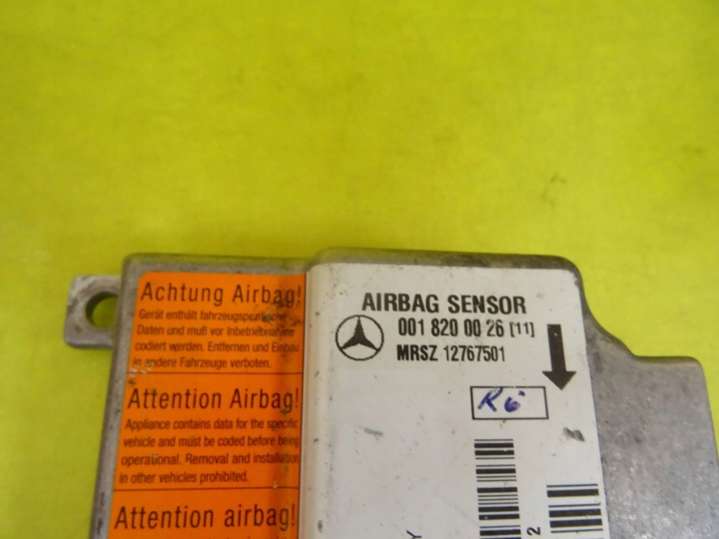 Achtung Airbag!
Gerät enthält fahrzeugspezifische
Daten und muß vor Inbetriebnahme
codiert werden. Entfernen und Einbau
in andere Fahrzeuge verboten.
Attention Airbag!
Appliance contains data for the specific
vehicle and must be coded before being
operational. Removal and installation
in other vehicles prohibited.
Attention airbag!
AIRBAG SENSOR
001 820 00 26 [11]
MRSZ 12767501
R6
Y
2